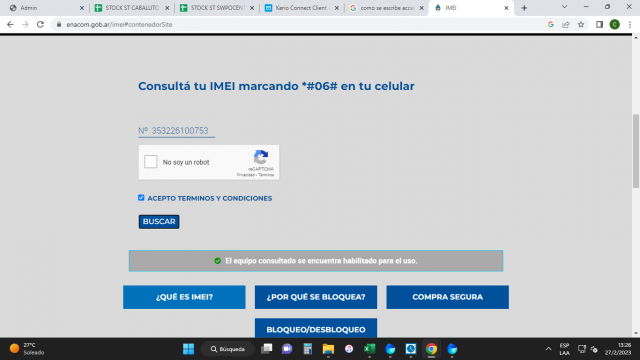 Admin
STOCK ST CABALLITO
STOCK ST SWPOCENT
Kerio Connect Client
como se escribe acce
IMEI
enacom.gob.ar/imei#contenedorSite
C
Consultá tu IMEI marcando *#06# en tu celular
Nº 353226100753
No soy un robot
reCAPTCHA
Privacidad - Términos
ACEPTO TERMINOS Y CONDICIONES
BUSCAR
El equipo consultado se encuentra habilitado para el uso.
¿QUÉ ES IMEI?
¿POR QUÉ SE BLOQUEA?
COMPRA SEGURA
BLOQUEO/DESBLOQUEO
27°C
Soleado
Búsqueda
ESP
LAA
13:26
27/2/2023